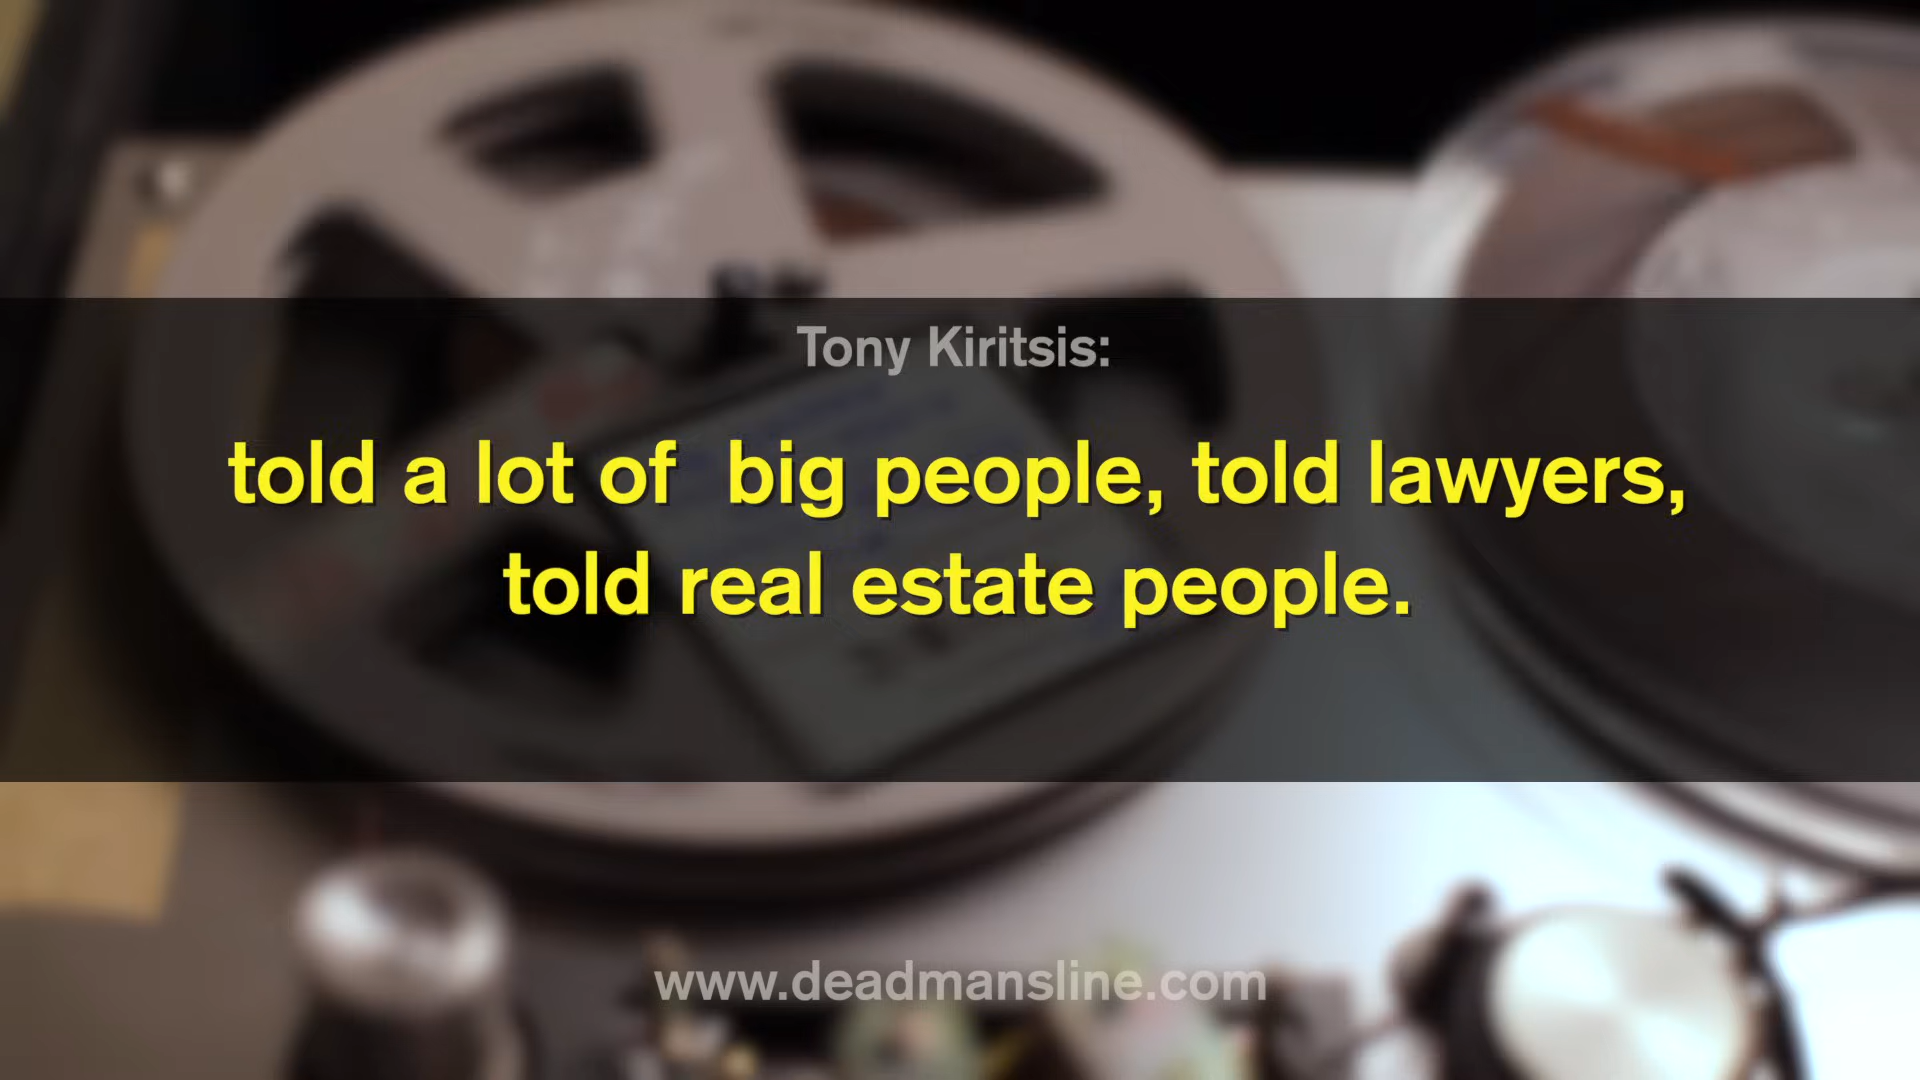 Tony Kiritsis:
told a lot of  big people, told lawyers,
told real estate people.
www.deadmansline.com